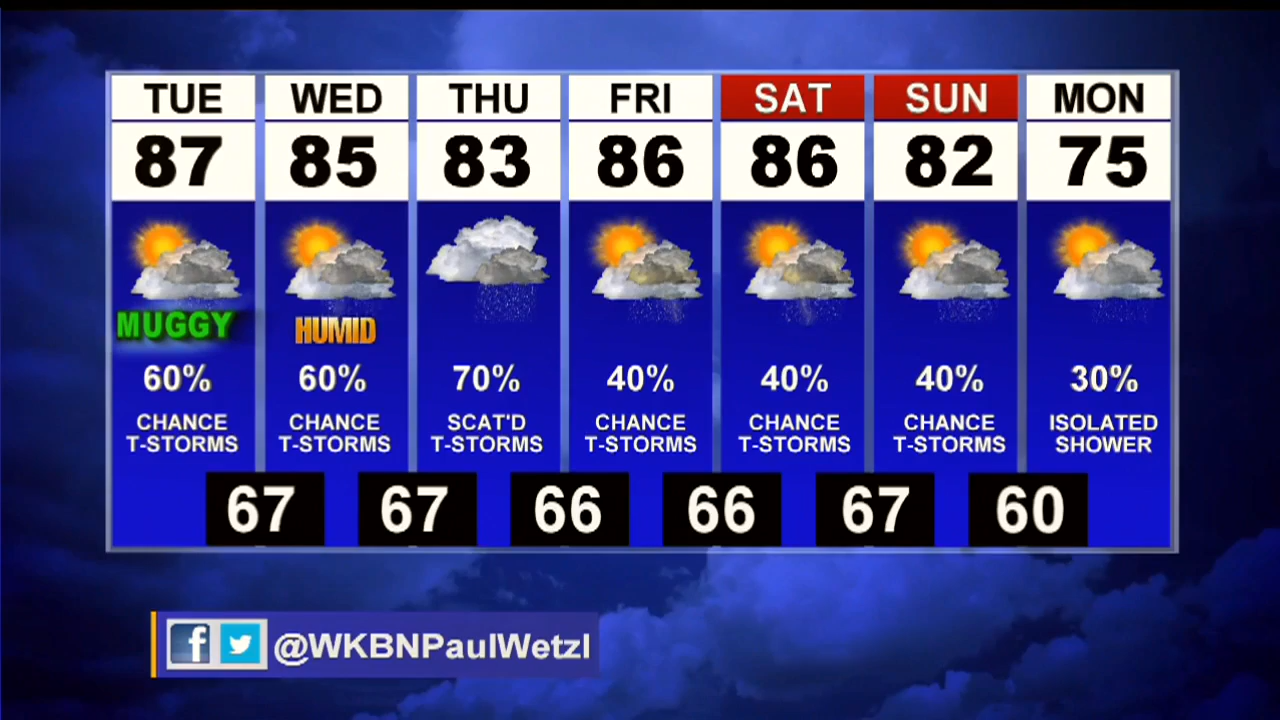 TUE WED THU FRI SAT SUN MON
87 85 83 86 86 82 75
MUGGY HUMID
60% 60% 70% 40% 40% 40% 30%
CHANCE CHANCE SCAT'D CHANCE CHANCE CHANCE ISOLATED
T-STORMS T-STORMS T-STORMS T-STORMS T-STORMS T-STORMS SHOWER
67 67 66 66 67 60
f @WKBNPaulWetzl